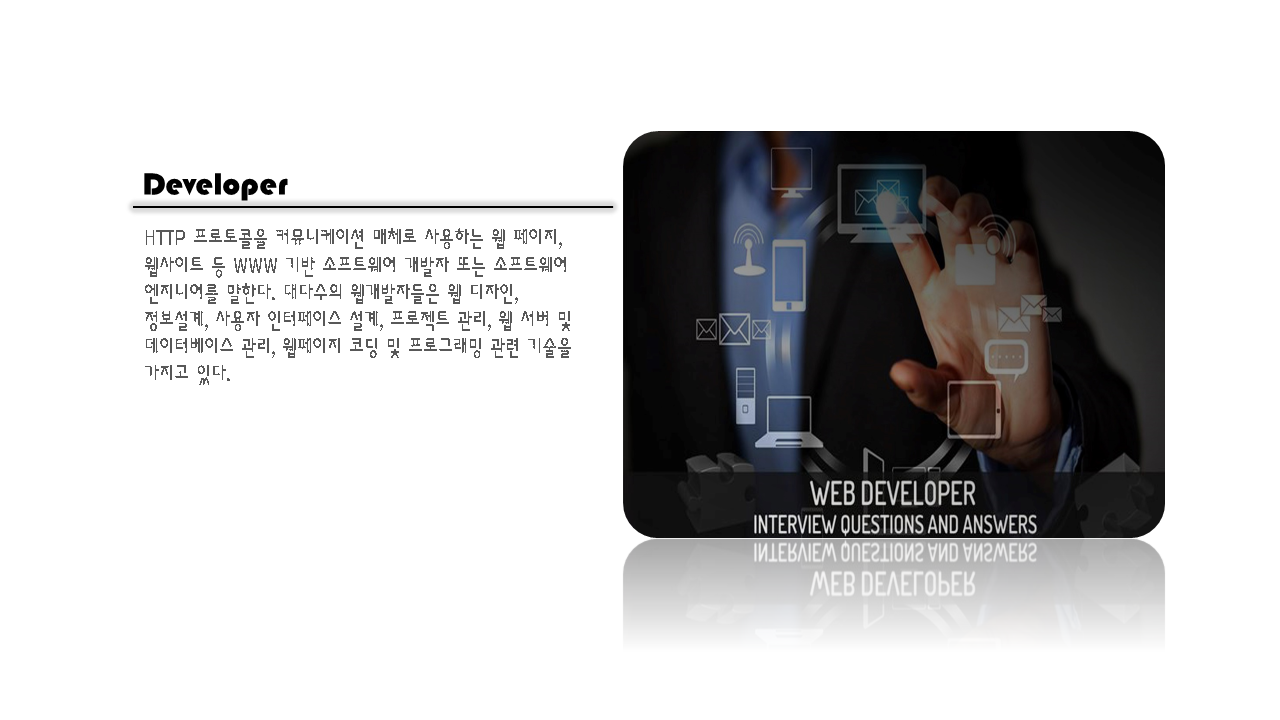 Developer
HTTP 프로토콜을 커뮤니케이션 매체로 사용하는 웹 페이지,
웹사이트 등 WWW 기반 소프트웨어 개발자 또는 소프트웨어
엔지니어를 말한다. 대다수의 웹개발자들은 웹 디자인,
정보설계, 사용자 인터페이스 설계, 프로젝트 관리, 웹 서버 및
데이터베이스 관리, 웹페이지 코딩 및 프로그래밍 관련 기술을
가지고 있다.
WEB DEVELOPER
INTERVIEW QUESTIONS AND ANSWERS